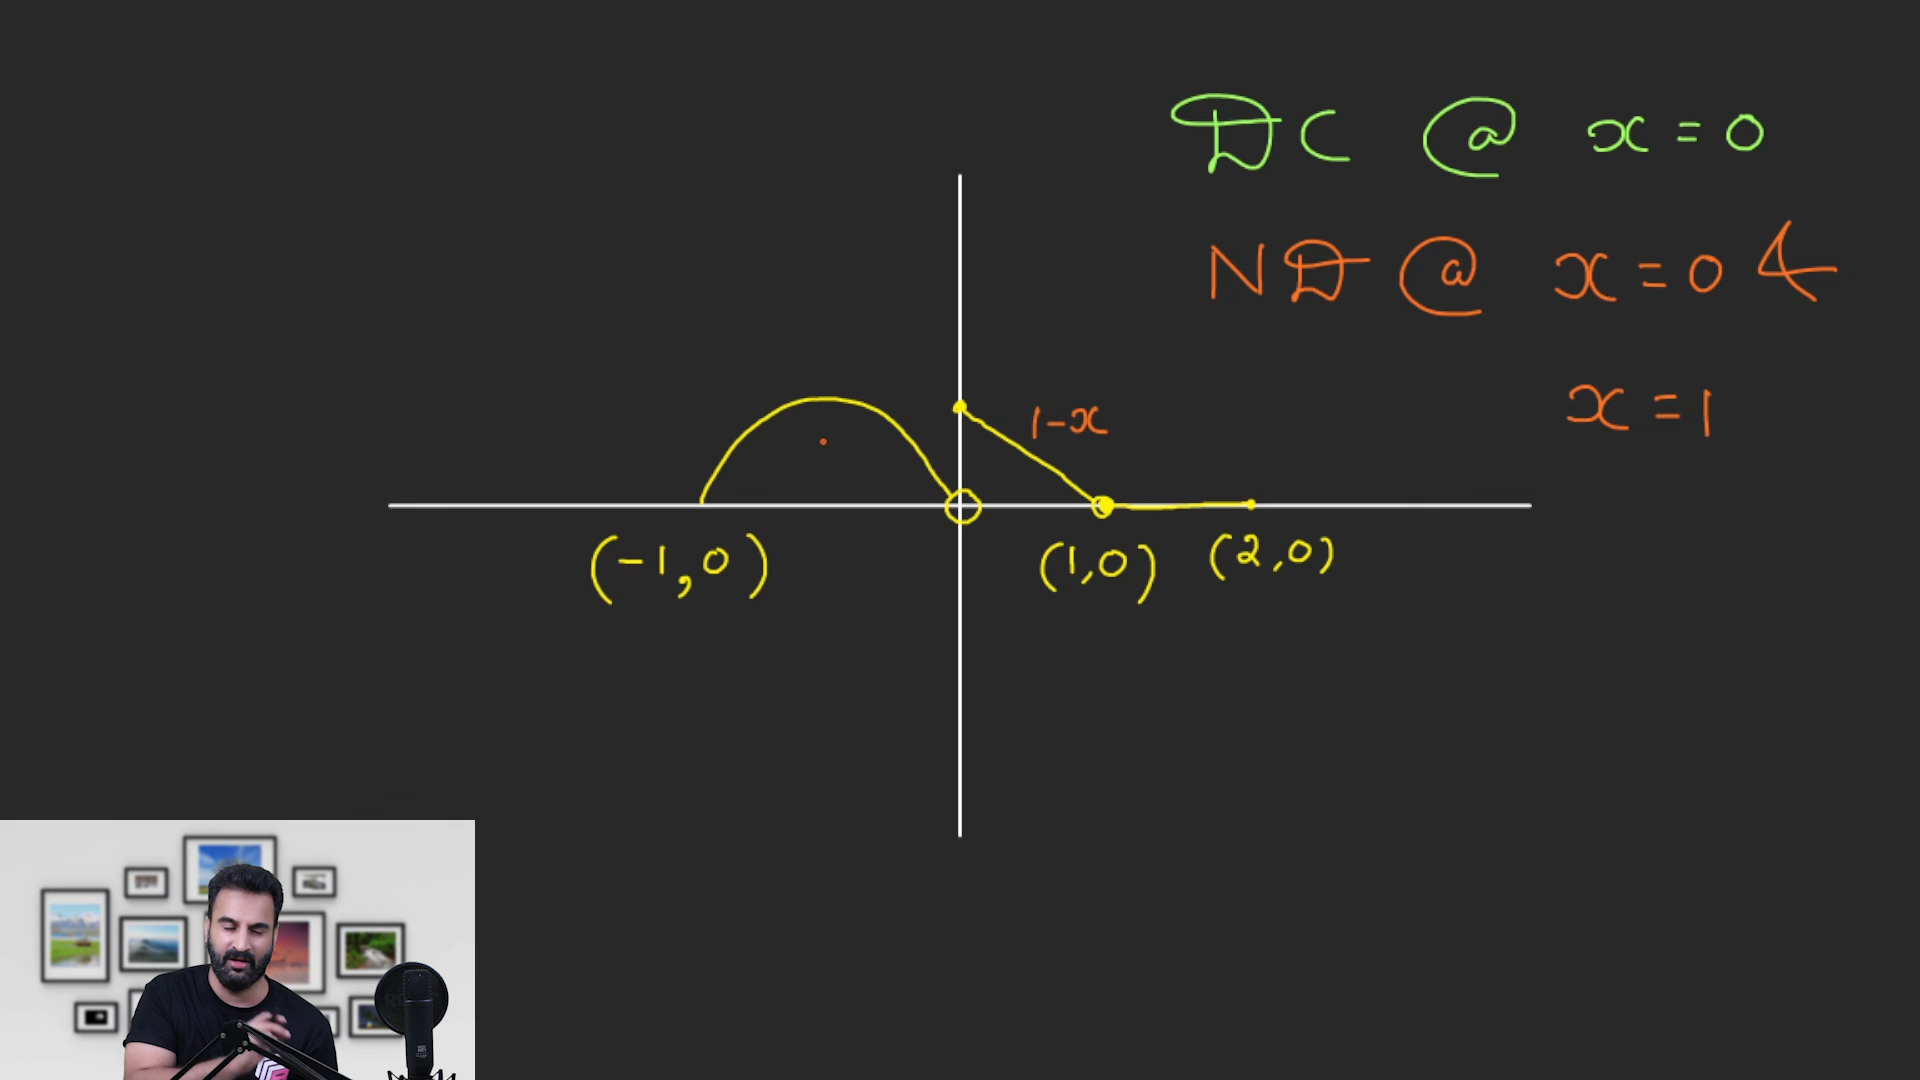 DC @ x = 0
ND @ x = 0 &
x = 1
1-x
(-1,0)
(1,0)
(2,0)